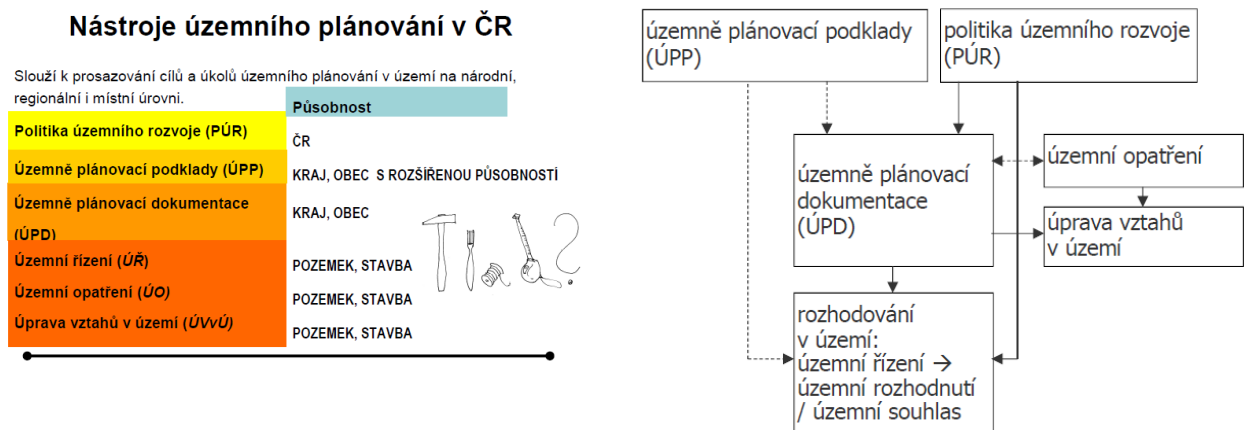 Nástroje územního plánování v ČR
Slouží k prosazování cílů a úkolů územního plánování v území na národní,
regionální i místní úrovni.
Působnost
Politika územního rozvoje (PÚR)
ČR
Územně plánovací podklady (ÚPP)
KRAJ, OBEC S ROZŠÍŘENOU PŮSOBNOSTÍ
Územně plánovací dokumentace
(ÚPD)
KRAJ, OBEC
Územní řízení (ÚŘ)
POZEMEK, STAVBA
Územní opatření (ÚO)
POZEMEK, STAVBA
Úprava vztahů v území (ÚVvÚ)
POZEMEK, STAVBA
územně plánovací podklady
(ÚPP)
politika územního rozvoje
(PÚR)
územně plánovací
dokumentace
(ÚPD)
územní opatření
úprava vztahů
v území
rozhodování
v území:
územní řízení →
územní rozhodnutí
/ územní souhlas